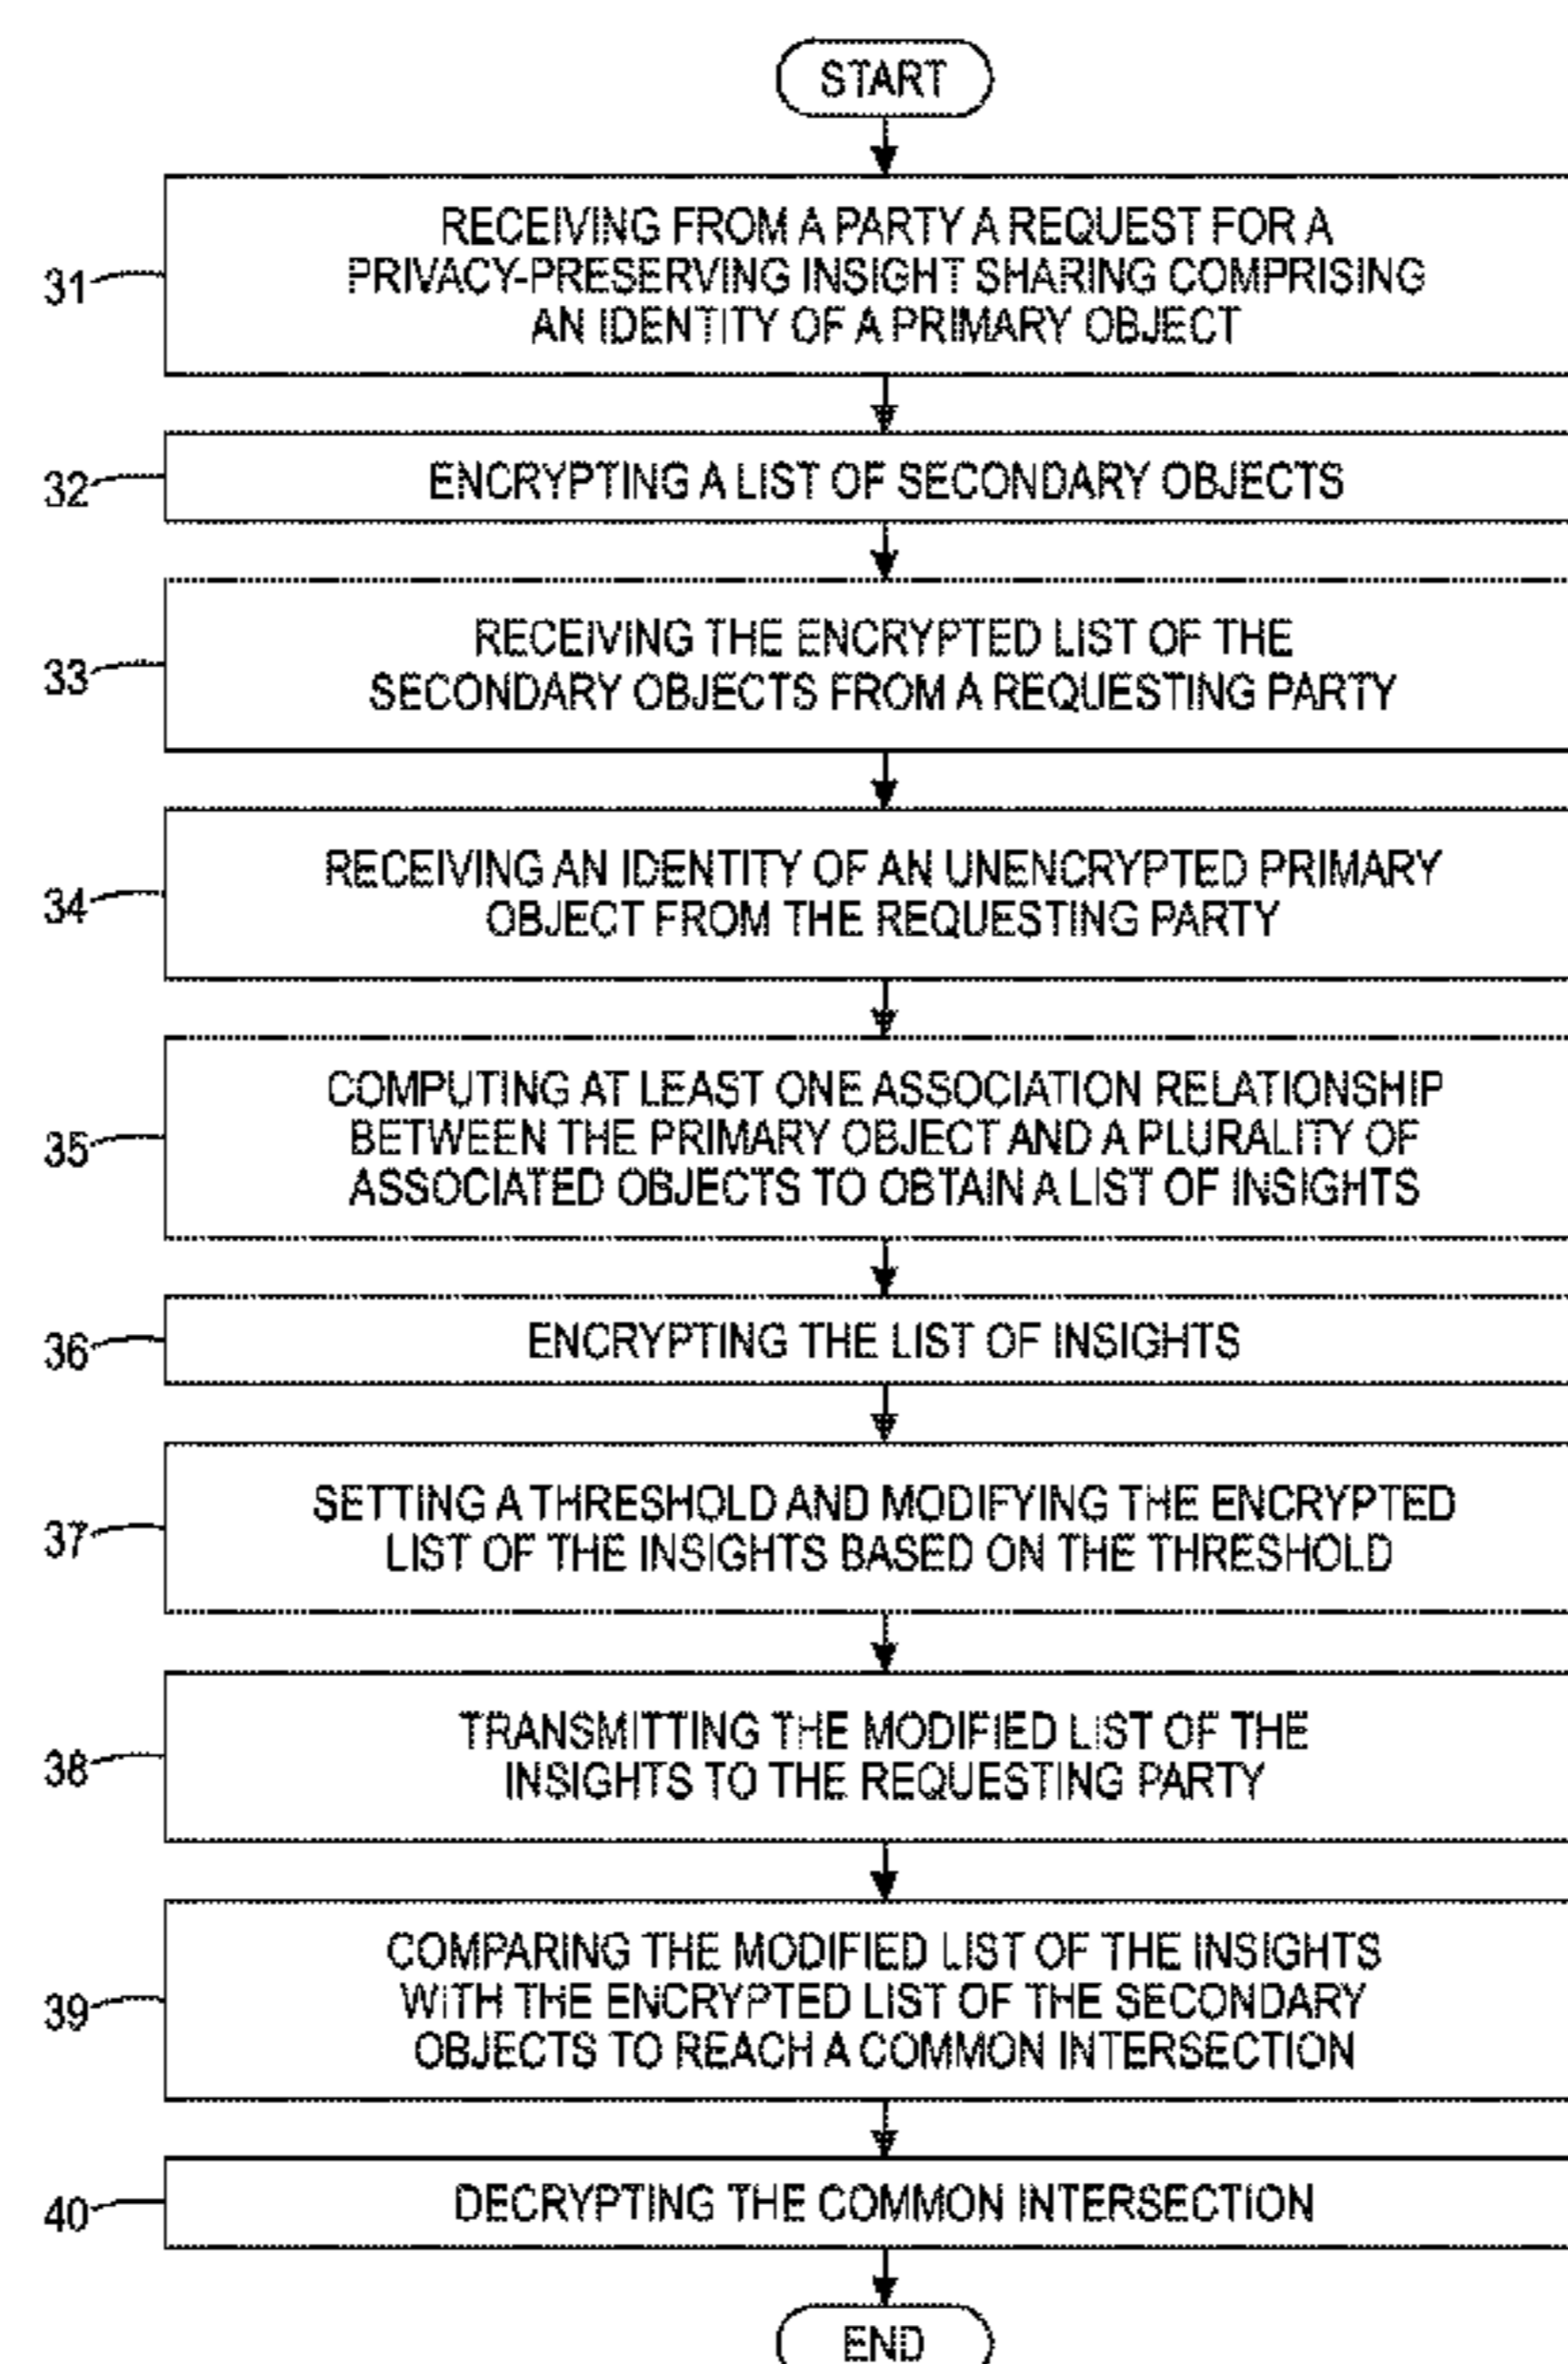 START
31
RECEIVING FROM A PARTY A REQUEST FOR A
PRIVACY-PRESERVING INSIGHT SHARING COMPRISING
AN IDENTITY OF A PRIMARY OBJECT
32
ENCRYPTING A LIST OF SECONDARY OBJECTS
33
RECEIVING THE ENCRYPTED LIST OF THE
SECONDARY OBJECTS FROM A REQUESTING PARTY
34
RECEIVING AN IDENTITY OF AN UNENCRYPTED PRIMARY
OBJECT FROM THE REQUESTING PARTY
35
COMPUTING AT LEAST ONE ASSOCIATION RELATIONSHIP
BETWEEN THE PRIMARY OBJECT AND A PLURALITY OF
ASSOCIATED OBJECTS TO OBTAIN A LIST OF INSIGHTS
36
ENCRYPTING THE LIST OF INSIGHTS
37
SETTING A THRESHOLD AND MODIFYING THE ENCRYPTED
LIST OF THE INSIGHTS BASED ON THE THRESHOLD
38
TRANSMITTING THE MODIFIED LIST OF THE
INSIGHTS TO THE REQUESTING PARTY
39
COMPARING THE MODIFIED LIST OF THE INSIGHTS
WITH THE ENCRYPTED LIST OF THE SECONDARY
OBJECTS TO REACH A COMMON INTERSECTION
40
DECRYPTING THE COMMON INTERSECTION
END